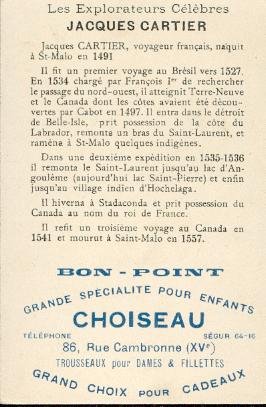 Les Explorateurs Célèbres
JACQUES CARTIER
Jacques CARTIER, voyageur français, naquit
à St-Malo en 1491
Il fit un premier voyage au Brésil vers 1527.
En 1534 chargé par François Ier de rechercher
le passage du nord-ouest, il atteignit Terre-Neuve
et le Canada dont les côtes avaient été décou-
vertes par Cabot en 1497. Il entra dans le détroit
de Belle-Isle, prit possession de la côte du
Labrador, remonta un bras du Saint-Laurent, et
ramène à St-Malo quelques indigènes.
Dans une deuxième expédition en 1535-1536
il remonte le Saint-Laurent jusqu'au lac d'An-
goulême (aujourd'hui lac Saint-Pierre) et enfin
jusqu'au village indien d'Hochelaga.
Il hiverna à Stadaconda et prit possession du
Canada au nom du roi de France.
Il refit un troisième voyage au Canada en
1541 et mourut à Saint-Malo en 1557.
BON-POINT
GRANDE SPECIALITE POUR ENFANTS
CHOISEAU
TÉLÉPHONE SÉGUR 64-16
86, Rue Cambronne (XVe)
TROUSSEAUX pour DAMES & FILLETTES
GRAND CHOIX POUR CADEAUX